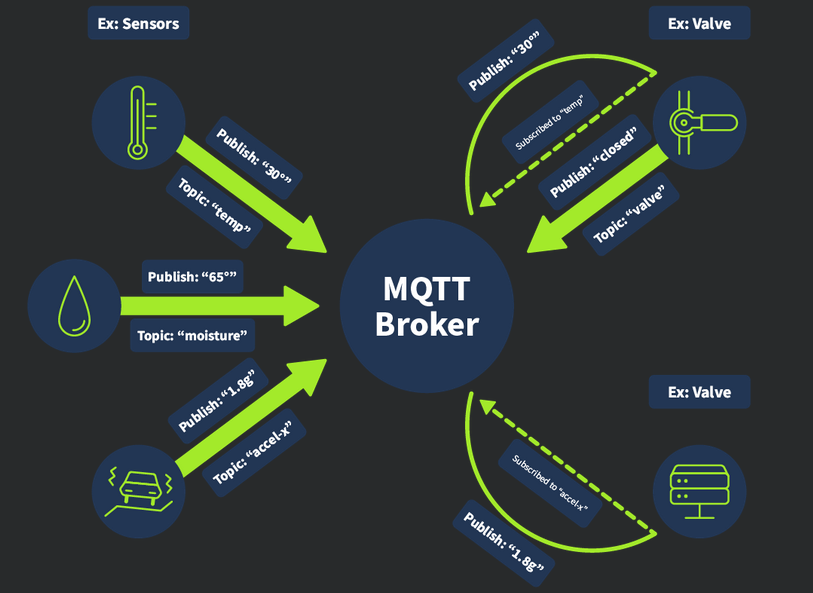 Ex: Sensors
Ex: Valve
Publish: “30°”
Topic: “temp”
Publish: “30°”
Subscribed to “temp”
Publish: “closed”
Topic: “valve”
Publish: “65°”
Topic: “moisture”
MQTT
Broker
Publish: “1.8g”
Topic: “accel-x”
Ex: Valve
Subscribed to “accel-x”
Publish: “1.8g”